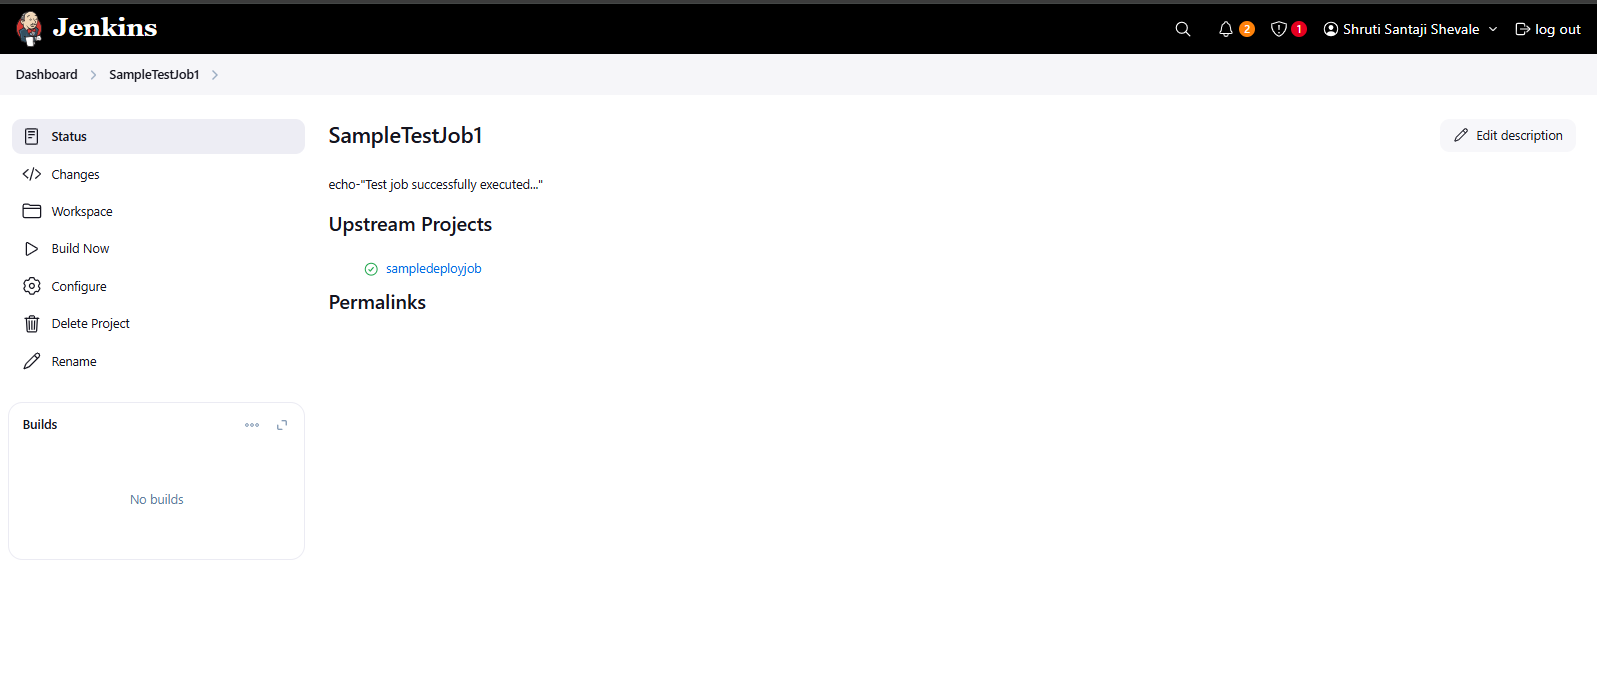 Jenkins
2
1
Shruti Santaji Shevale
log out
Dashboard
SampleTestJob1
Status
Changes
Workspace
Build Now
Configure
Delete Project
Rename
Builds
No builds
SampleTestJob1
Edit description
echo-"Test job successfully executed..."
Upstream Projects
sampledeployjob
Permalinks